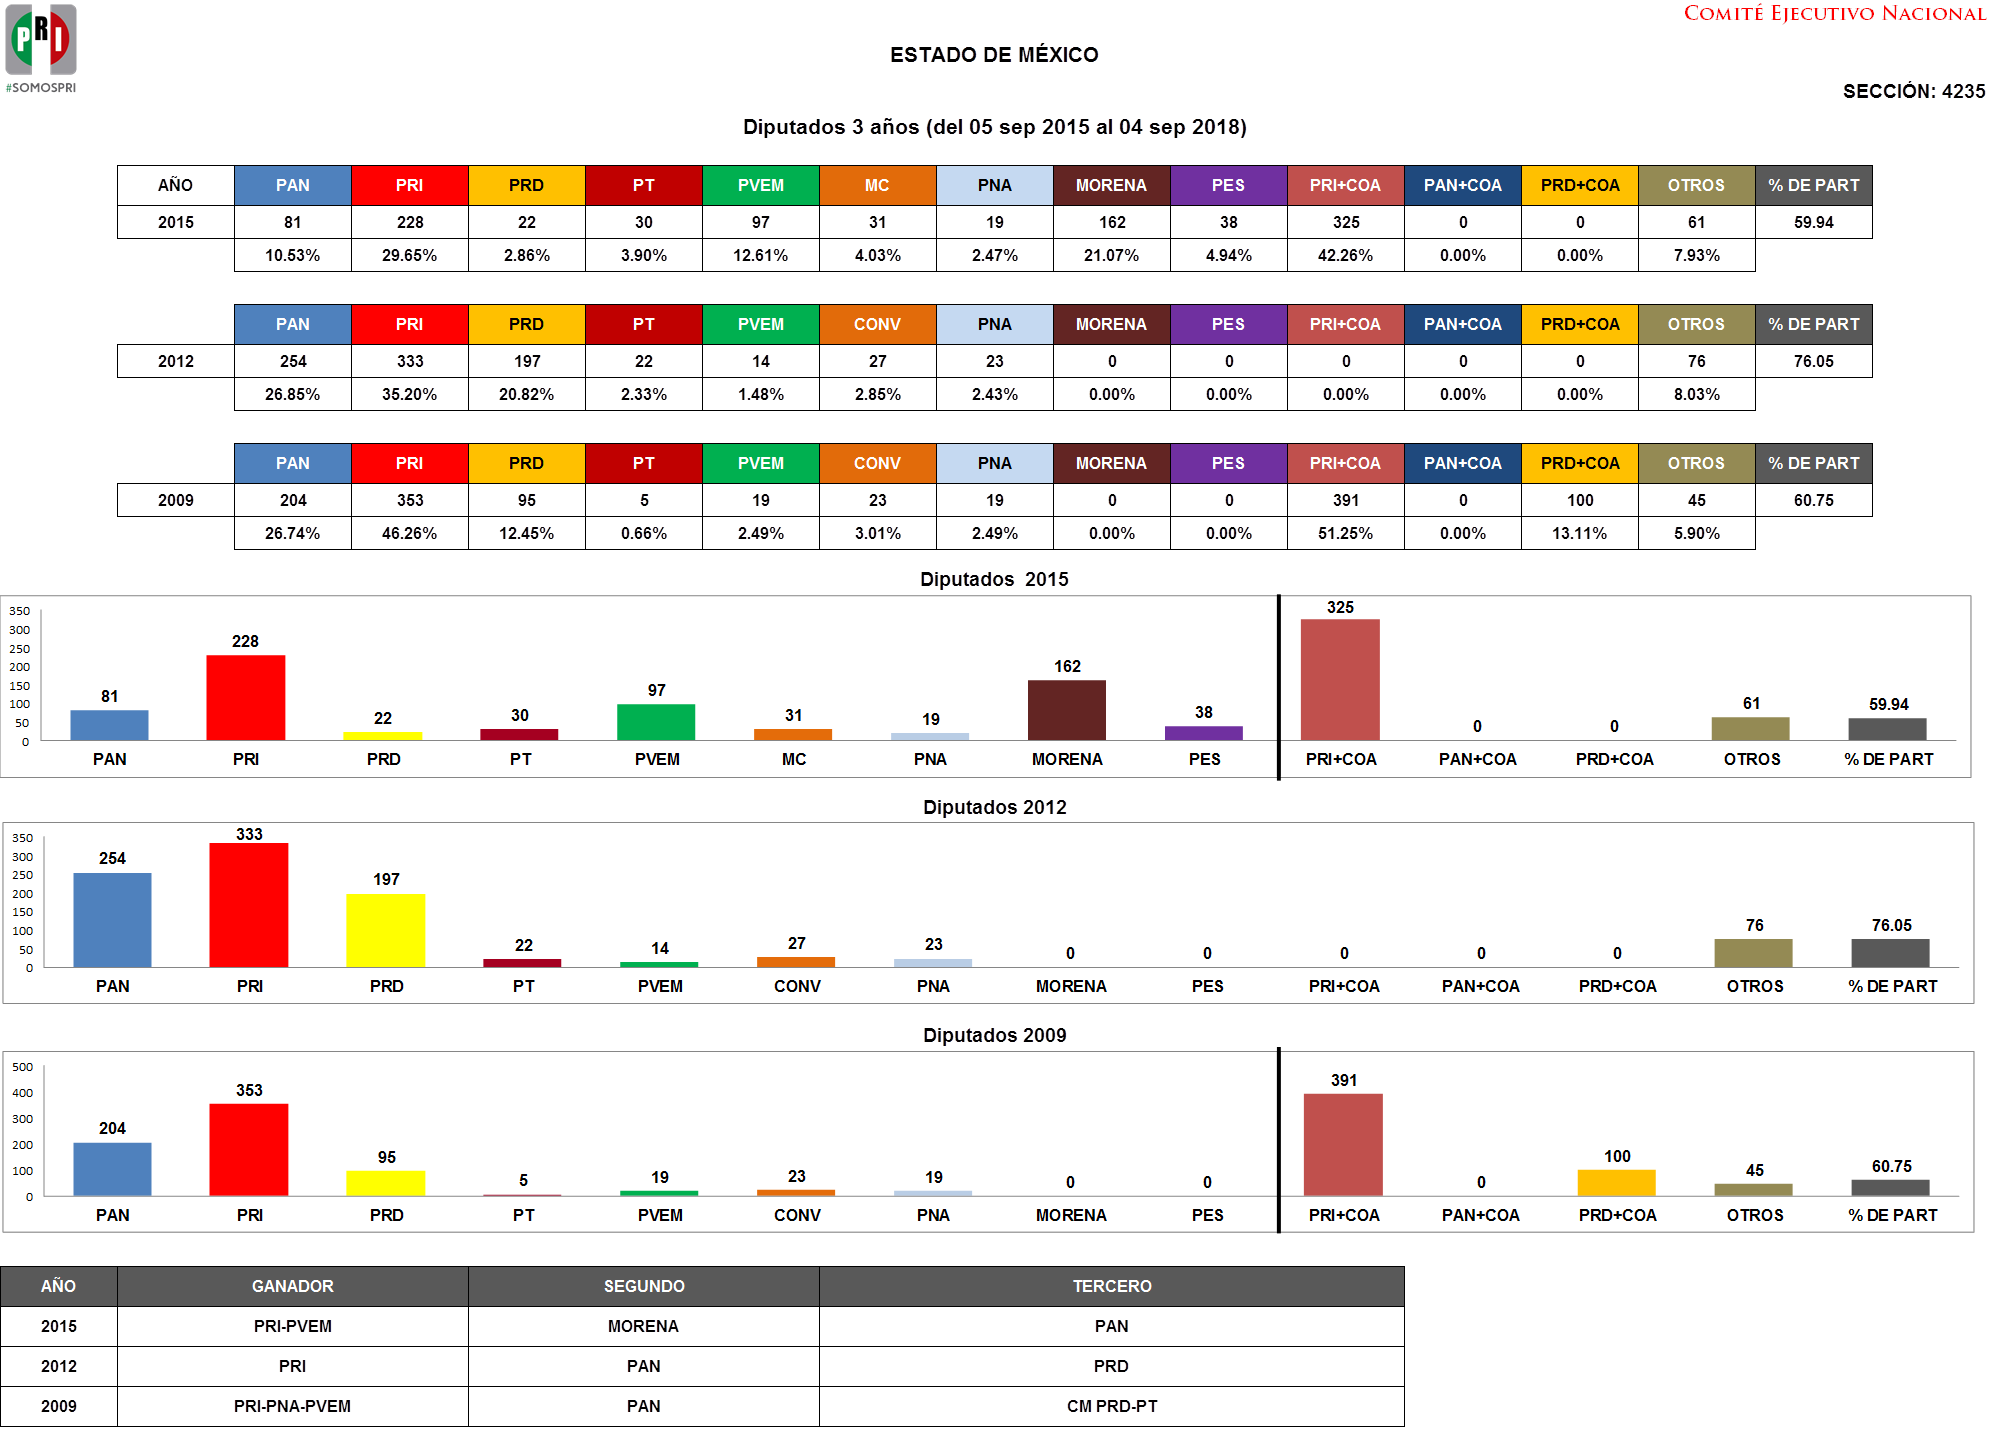 PRI
#SOMOSPRI
COMITÉ EJECUTIVO NACIONAL
ESTADO DE MÉXICO
SECCIÓN: 4235
Diputados 3 años (del 05 sep 2015 al 04 sep 2018)
AÑO PAN PRI PRD PT PVEM MC PNA MORENA PES PRI+COA PAN+COA PRD+COA OTROS % DE PART
2015 81 228 22 30 97 31 19 162 38 325 0 0 61 59.94
10.53% 29.65% 2.86% 3.90% 12.61% 4.03% 2.47% 21.07% 4.94% 42.26% 0.00% 0.00% 7.93%
PAN PRI PRD PT PVEM CONV PNA MORENA PES PRI+COA PAN+COA PRD+COA OTROS % DE PART
2012 254 333 197 22 14 27 23 0 0 0 0 0 76 76.05
26.85% 35.20% 20.82% 2.33% 1.48% 2.85% 2.43% 0.00% 0.00% 0.00% 0.00% 0.00% 8.03%
PAN PRI PRD PT PVEM CONV PNA MORENA PES PRI+COA PAN+COA PRD+COA OTROS % DE PART
2009 204 353 95 5 19 23 19 0 0 391 0 100 45 60.75
26.74% 46.26% 12.45% 0.66% 2.49% 3.01% 2.49% 0.00% 0.00% 51.25% 0.00% 13.11% 5.90%
Diputados 2015
350
300
250
200
150
100
50
0
81 228 22 30 97 31 19 162 38 325 0 0 61 59.94
PAN PRI PRD PT PVEM MC PNA MORENA PES PRI+COA PAN+COA PRD+COA OTROS % DE PART
Diputados 2012
350
300
250
200
150
100
50
0
254 333 197 22 14 27 23 0 0 0 0 0 76 76.05
PAN PRI PRD PT PVEM CONV PNA MORENA PES PRI+COA PAN+COA PRD+COA OTROS % DE PART
Diputados 2009
500
400
300
200
100
0
204 353 95 5 19 23 19 0 0 391 0 100 45 60.75
PAN PRI PRD PT PVEM CONV PNA MORENA PES PRI+COA PAN+COA PRD+COA OTROS % DE PART
AÑO GANADOR SEGUNDO TERCERO
2015 PRI-PVEM MORENA PAN
2012 PRI PAN PRD
2009 PRI-PNA-PVEM PAN CM PRD-PT